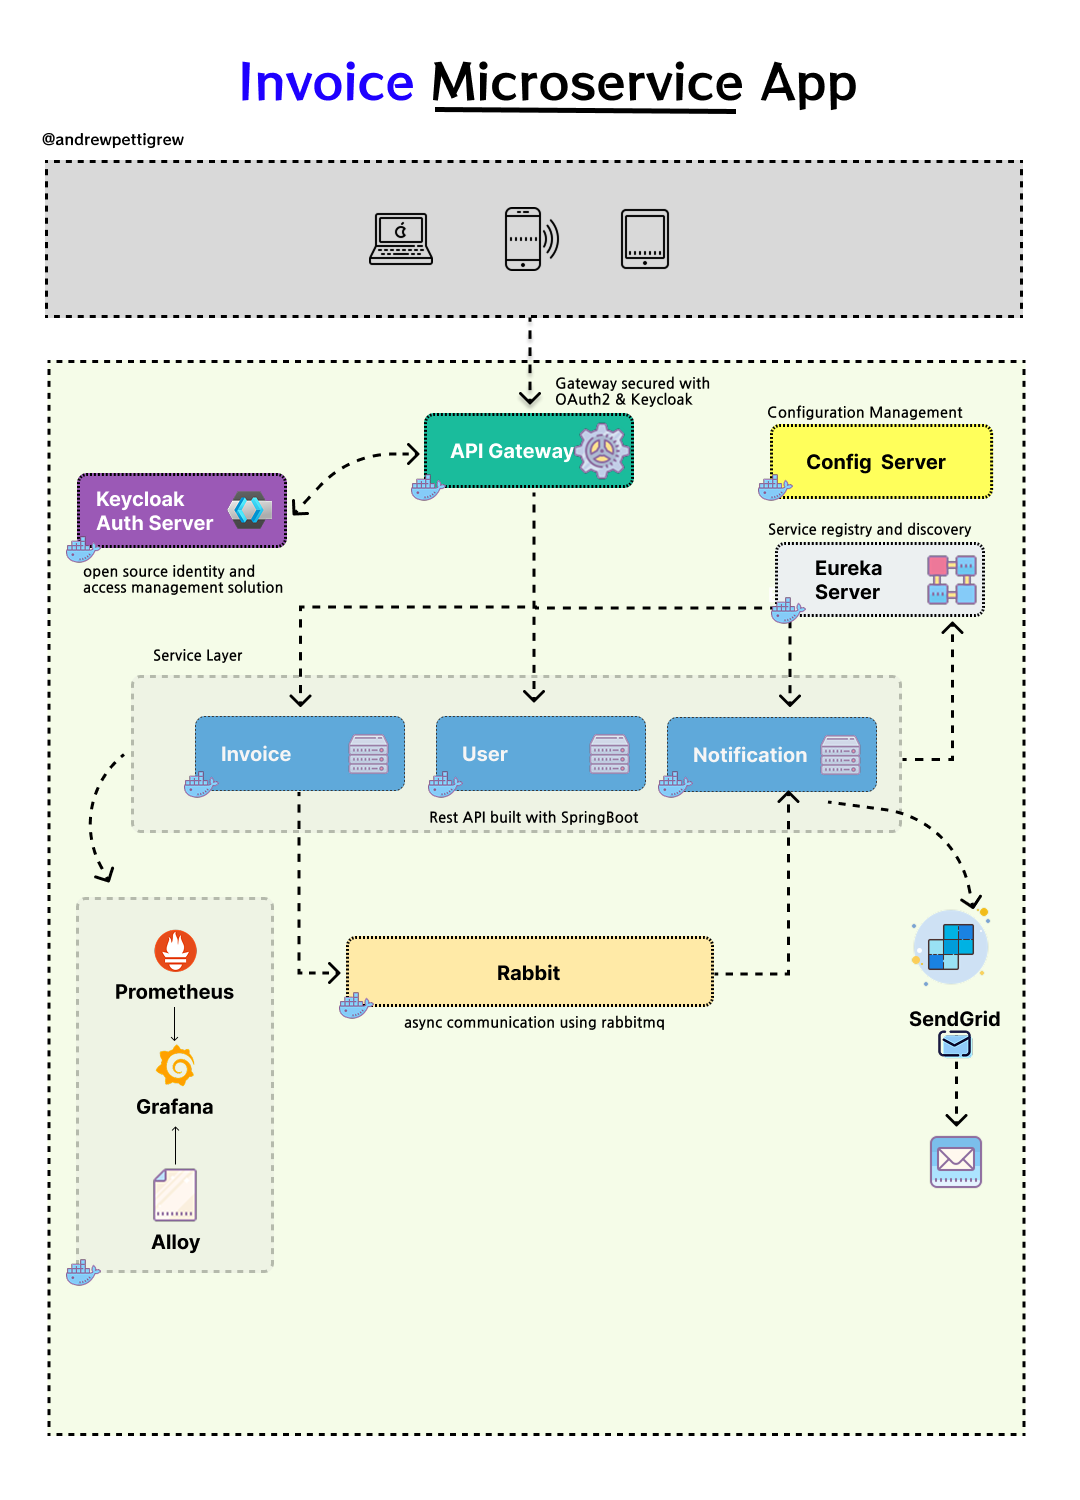 Invoice Microservice App
@andrewpettigrew
Gateway secured with
OAuth2 & Keycloak
API Gateway
Configuration Management
Config Server
Keycloak
Auth Server
open source identity and
access management solution
Service registry and discovery
Eureka
Server
Service Layer
Invoice
User
Notification
Rest API built with SpringBoot
Prometheus
Grafana
Alloy
Rabbit
async communication using rabbitmq
SendGrid